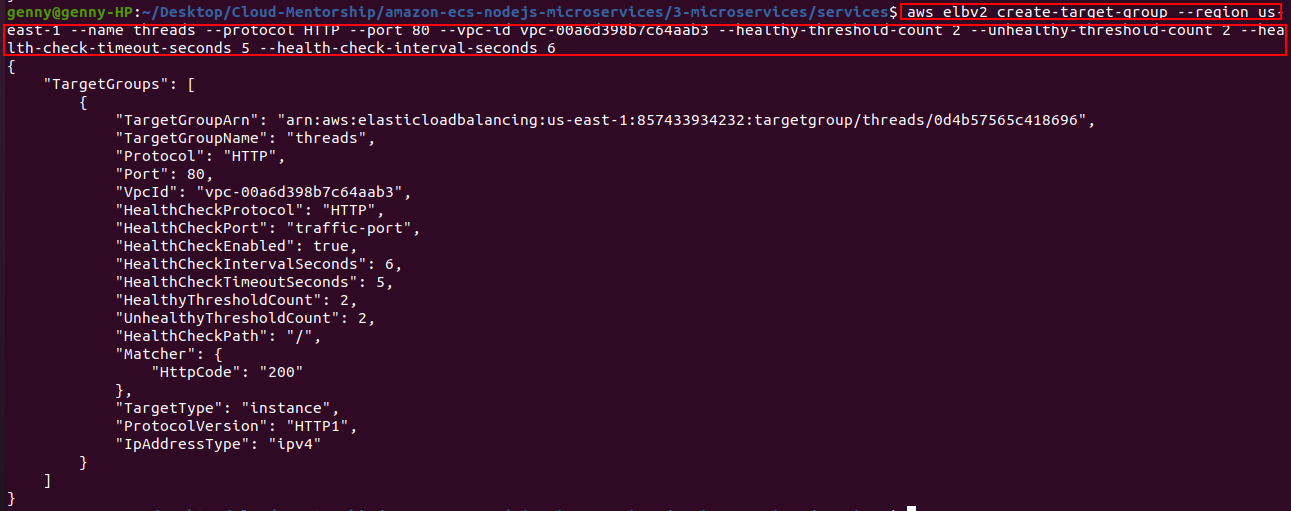 genny@genny-HP:~/Desktop/Cloud-Mentorship/amazon-ecs-nodejs-microservices/3-microservices/services$ aws elbv2 create-target-group --region us-
east-1 --name threads --protocol HTTP --port 80 --vpc-id vpc-00a6d398b7c64aab3 --healthy-threshold-count 2 --unhealthy-threshold-count 2 --hea
lth-check-timeout-seconds 5 --health-check-interval-seconds 6
{
    "TargetGroups": [
        {
            "TargetGroupArn": "arn:aws:elasticloadbalancing:us-east-1:857433934232:targetgroup/threads/0d4b57565c418696",
            "TargetGroupName": "threads",
            "Protocol": "HTTP",
            "Port": 80,
            "VpcId": "vpc-00a6d398b7c64aab3",
            "HealthCheckProtocol": "HTTP",
            "HealthCheckPort": "traffic-port",
            "HealthCheckEnabled": true,
            "HealthCheckIntervalSeconds": 6,
            "HealthCheckTimeoutSeconds": 5,
            "HealthyThresholdCount": 2,
            "UnhealthyThresholdCount": 2,
            "HealthCheckPath": "/",
            "Matcher": {
                "HttpCode": "200"
            },
            "TargetType": "instance",
            "ProtocolVersion": "HTTP1",
            "IpAddressType": "ipv4"
        }
    ]
}